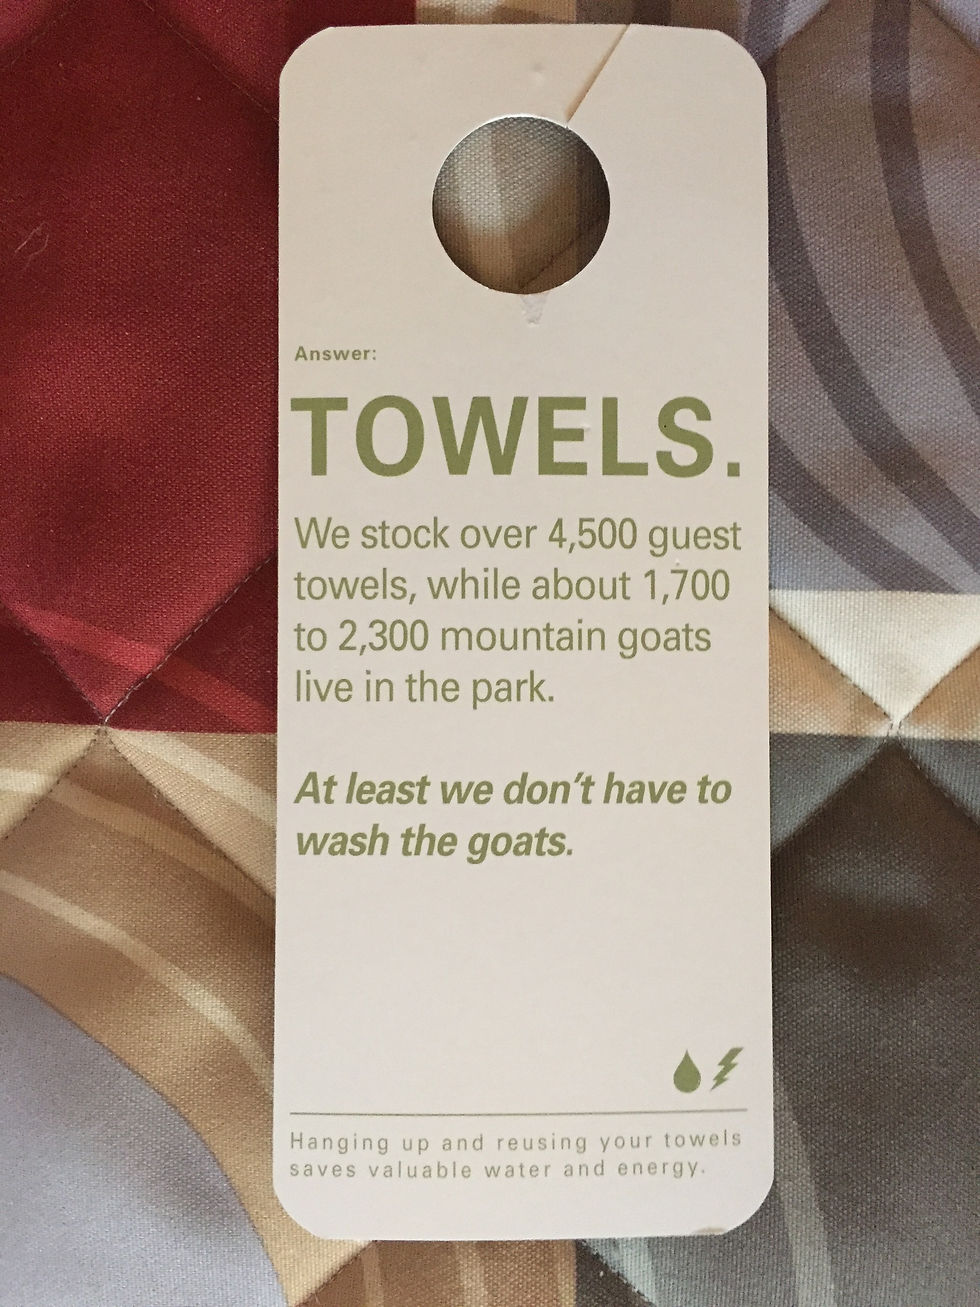 Answer:
TOWELS.
We stock over 4,500 guest
towels, while about 1,700
to 2,300 mountain goats
live in the park.
At least we don't have to
wash the goats.
Hanging up and reusing your towels
saves valuable water and energy.